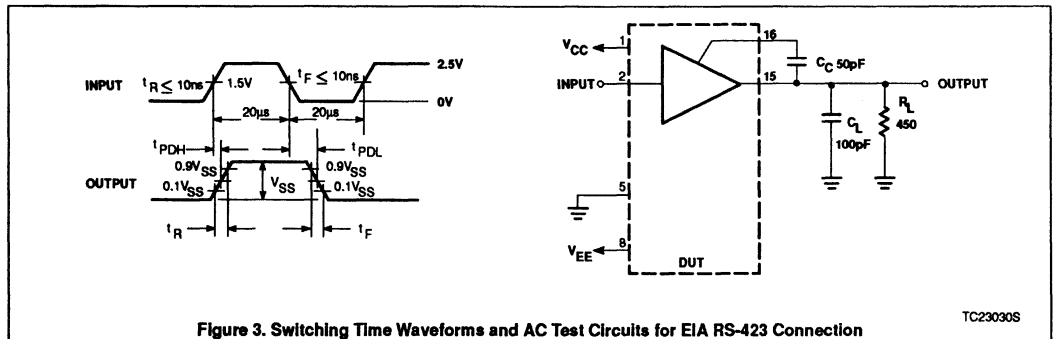 INPUT
tR ≤ 10ns
1.5V
tF ≤ 10ns
2.5V
0V
20µs
20µs
tPDH
tPDL
OUTPUT
0.9VSS
0.1VSS
VSS
0.9VSS
0.1VSS
tR
tF
VCC
1
16
CC 50pF
INPUT
2
15
OUTPUT
CL
100pF
RL
450
5
VEE
8
DUT
TC23030S
Figure 3. Switching Time Waveforms and AC Test Circuits for EIA RS-423 Connection